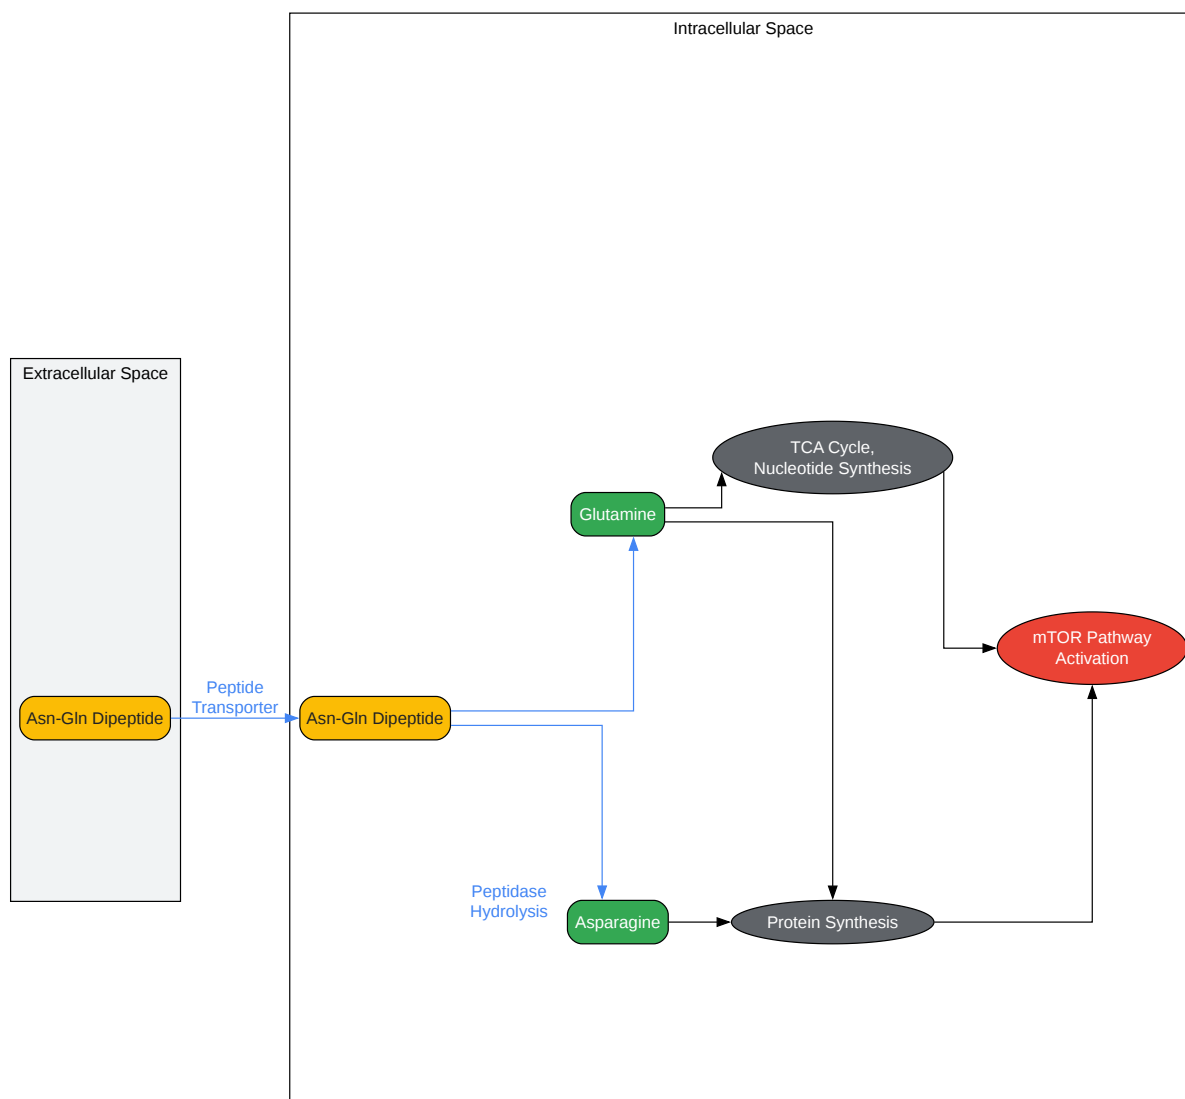 Intracellular Space
Extracellular Space
TCA Cycle,
Nucleotide Synthesis
Glutamine
mTOR Pathway
Activation
Peptide
Transporter
Asn-Gln Dipeptide
Asn-Gln Dipeptide
Peptidase
Hydrolysis
Asparagine
Protein Synthesis